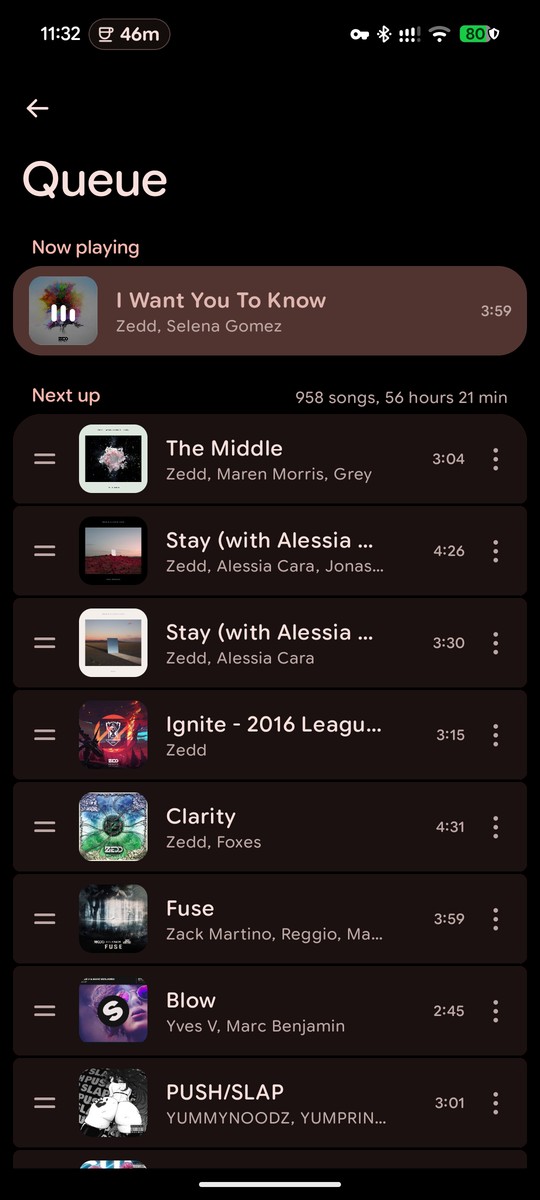 11:32
46m
80
Queue
Now playing
I Want You To Know
Zedd, Selena Gomez
3:59
Next up
958 songs, 56 hours 21 min
The Middle
Zedd, Maren Morris, Grey
3:04
Stay (with Alessia ...
Zedd, Alessia Cara, Jonas...
4:26
Stay (with Alessia ...
Zedd, Alessia Cara
3:30
Ignite - 2016 Leagu...
Zedd
3:15
Clarity
Zedd, Foxes
4:31
Fuse
Zack Martino, Reggio, Ma...
3:59
FUSE
Blow
Yves V, Marc Benjamin
2:45
PUSH/SLAP
YUMMYNOODZ, YUMPRIN...
3:01